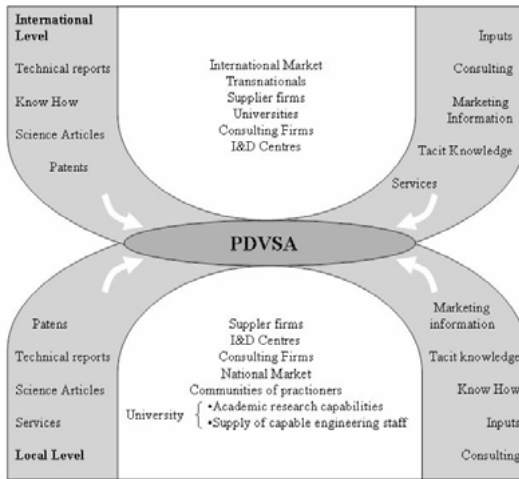 International
Level
Technical reports
Know How
Science Articles
Patents
International Market
Transnationals
Supplier firms
Universities
Consulting Firms
I&D Centres
Inputs
Consulting
Marketing
Information
Tacit Knowledge
Services
PDVSA
Patens
Technical reports
Science Articles
Services
Local Level
Suppler firms
I&D Centres
Consulting Firms
National Market
Communities of practioners
University { •Academic research capabilities
•Supply of capable engineering staff
Marketing
information
Tacit knowledge
Know How
Inputs
Consulting